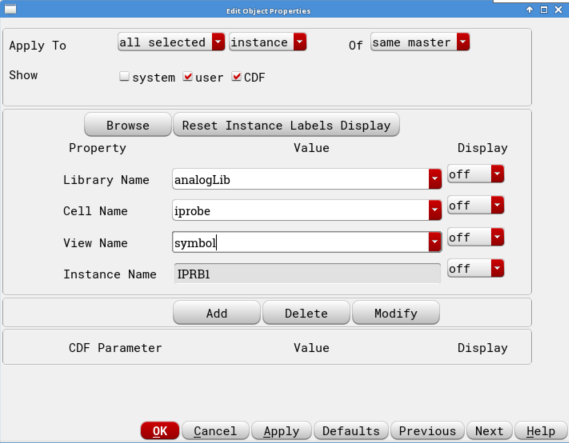 Edit Object Properties
Apply To all selected instance Of same master
Show system user CDF
Browse Reset Instance Labels Display
Property Value Display
Library Name analogLib off
Cell Name iprobe off
View Name symbol off
Instance Name IPRB1 off
Add Delete Modify
CDF Parameter Value Display
OK Cancel Apply Defaults Previous Next Help